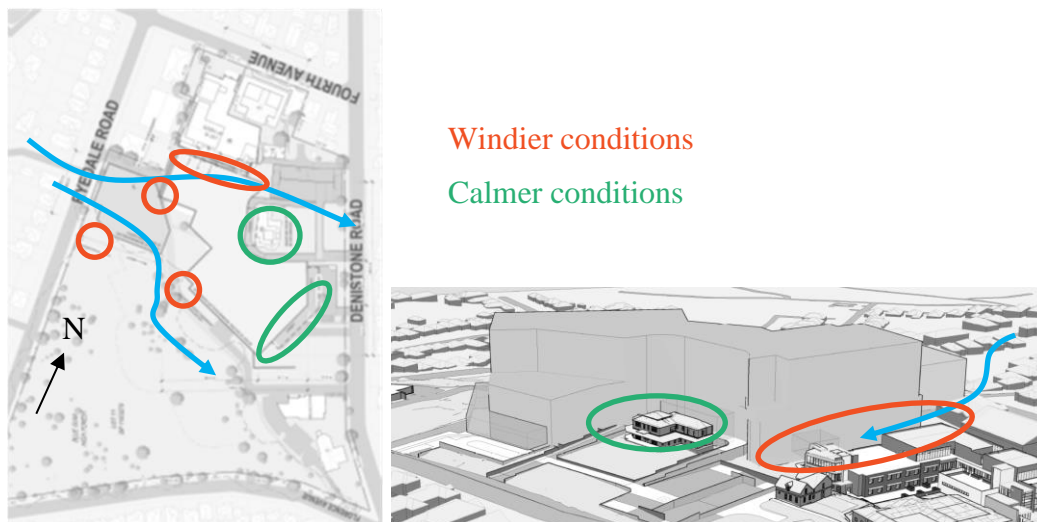 FOURTH AVENUE
RYEDALE ROAD
DENISTONE ROAD
N
Windier conditions
Calmer conditions